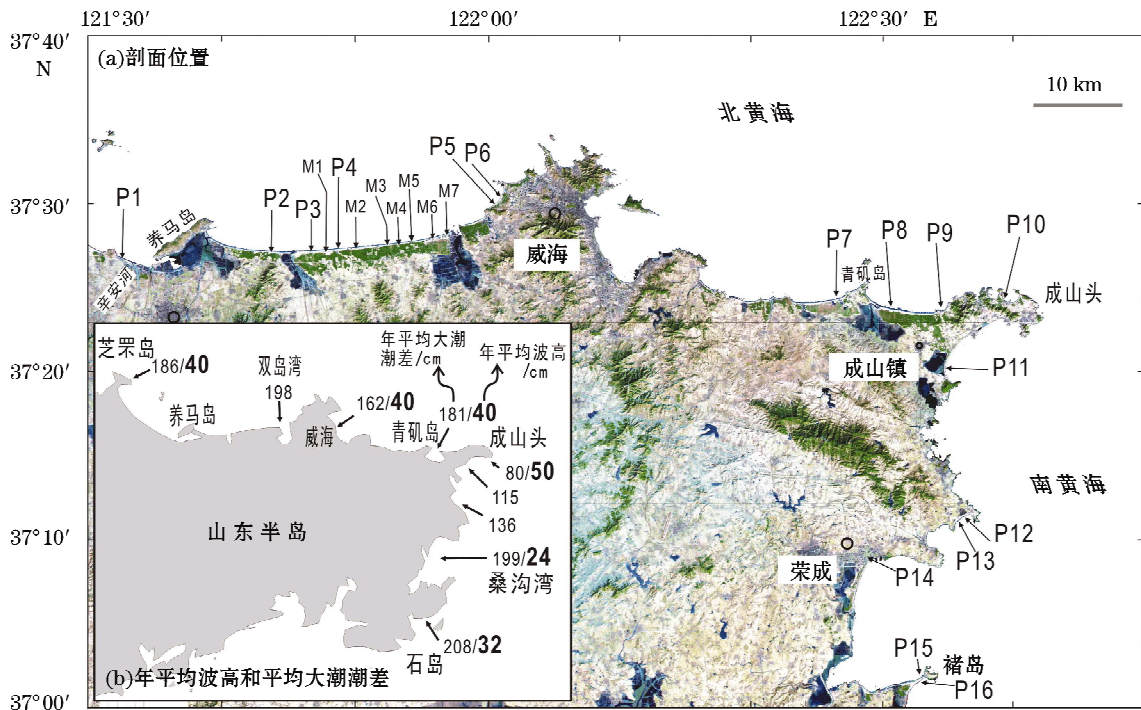 121°30′
122°00′
122°30′ E
37°40′
N
(a)剖面位置
10 km
北黄海
P5
P6
M1
P4
M5
M3
M7
P1
养马岛
P2
P3
M2
M4
M6
37°30′
威海
P7
P8
P9
P10
青矶岛
成山头
辛安河
成山镇
P11
37°20′
芝罘岛
186/40
双岛湾
198
年平均大潮
潮差/cm
年平均波高
/cm
养马岛
162/40
181/40
威海
青矶岛
成山头
80/50
115
136
山东半岛
199/24
桑沟湾
208/32
石岛
(b)年平均波高和平均大潮潮差
南黄海
37°10′
P12
P13
荣成
P14
P15
褚岛
P16
37°00′